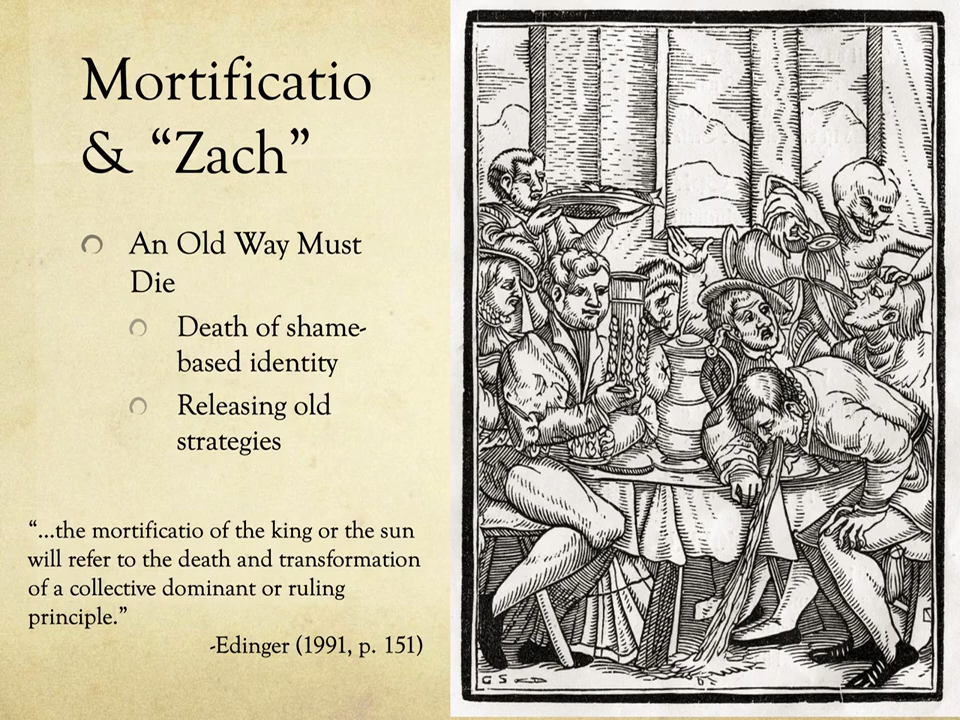 Mortificatio
& “Zach”
An Old Way Must
Die
Death of shame-
based identity
Releasing old
strategies
“…the mortificatio of the king or the sun
will refer to the death and transformation
of a collective dominant or ruling
principle.”
-Edinger (1991, p. 151)
G S